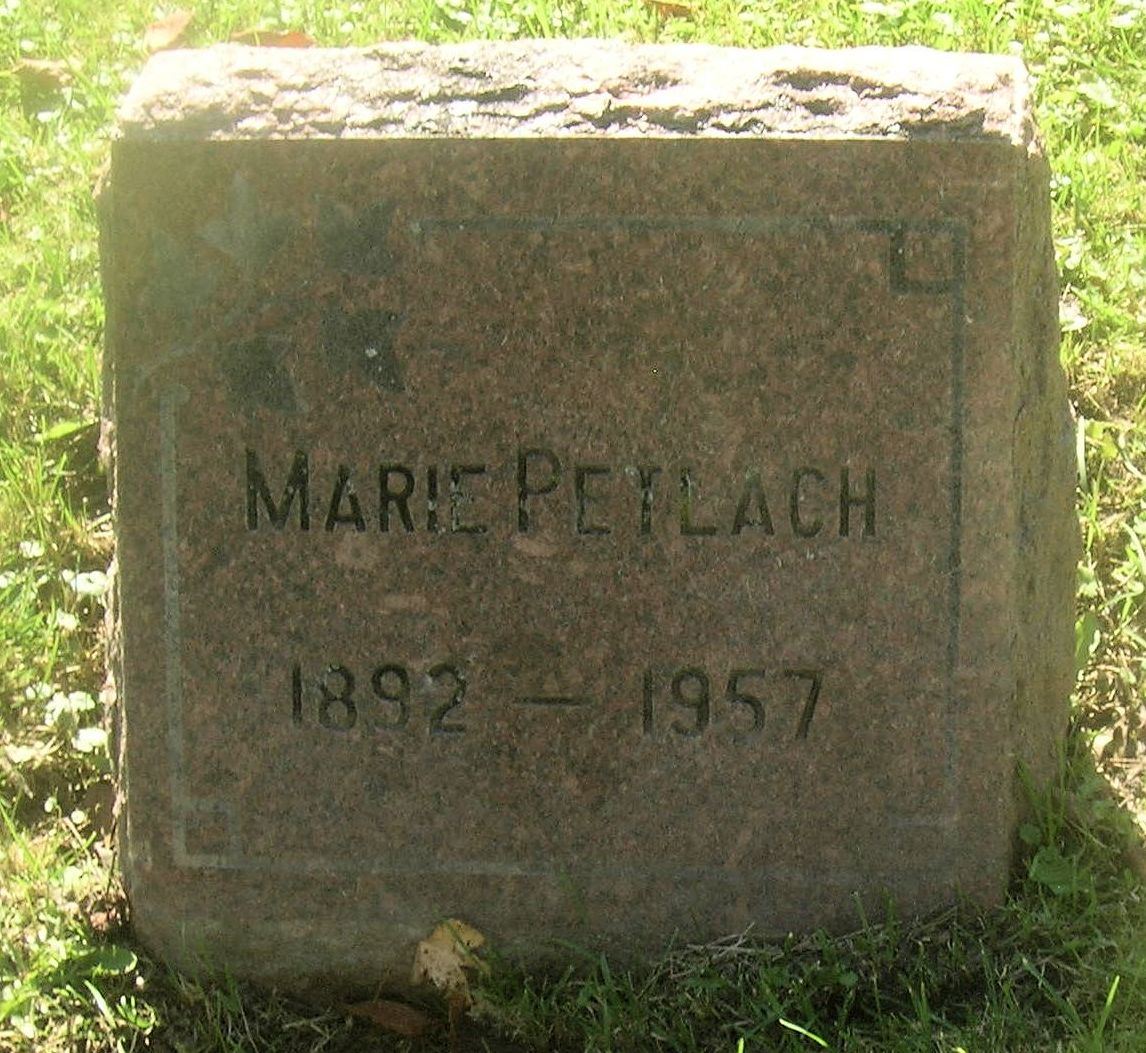 MARIE PETLACH
1892 – 1957